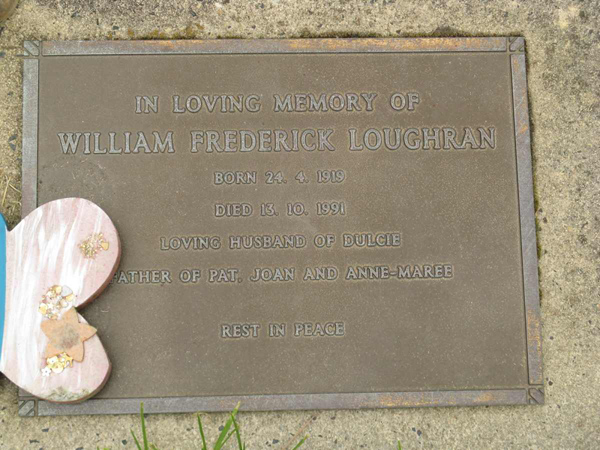 IN LOVING MEMORY OF
WILLIAM FREDERICK LOUGHRAN
BORN 24. 4. 1919
DIED 13. 10. 1991
LOVING HUSBAND OF DULCIE
FATHER OF PAT, JOAN AND ANNE-MAREE
REST IN PEACE